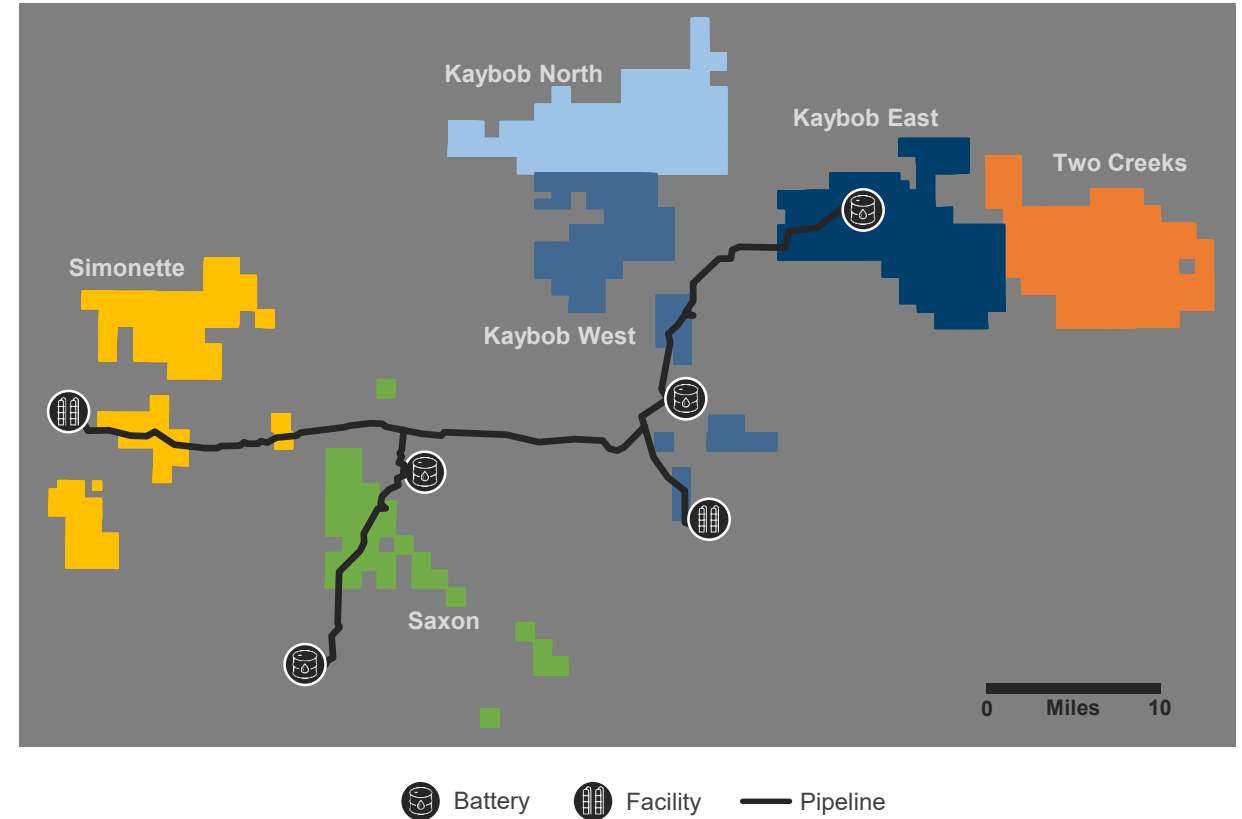 Kaybob North
Kaybob East
Two Creeks
Simonette
Kaybob West
Saxon
0 Miles 10
Battery Facility Pipeline